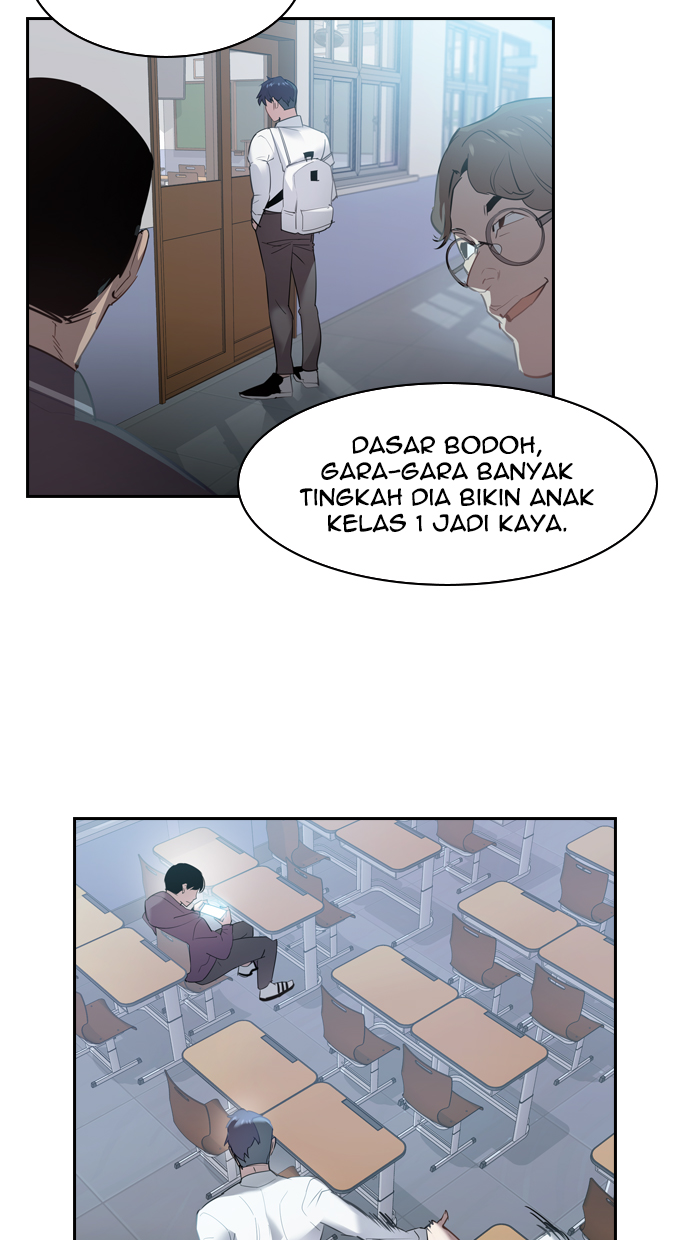 DASAR BODOH,
GARA-GARA BANYAK
TINGKAH DIA BIKIN ANAK
KELAS 1 JADI KAYA.